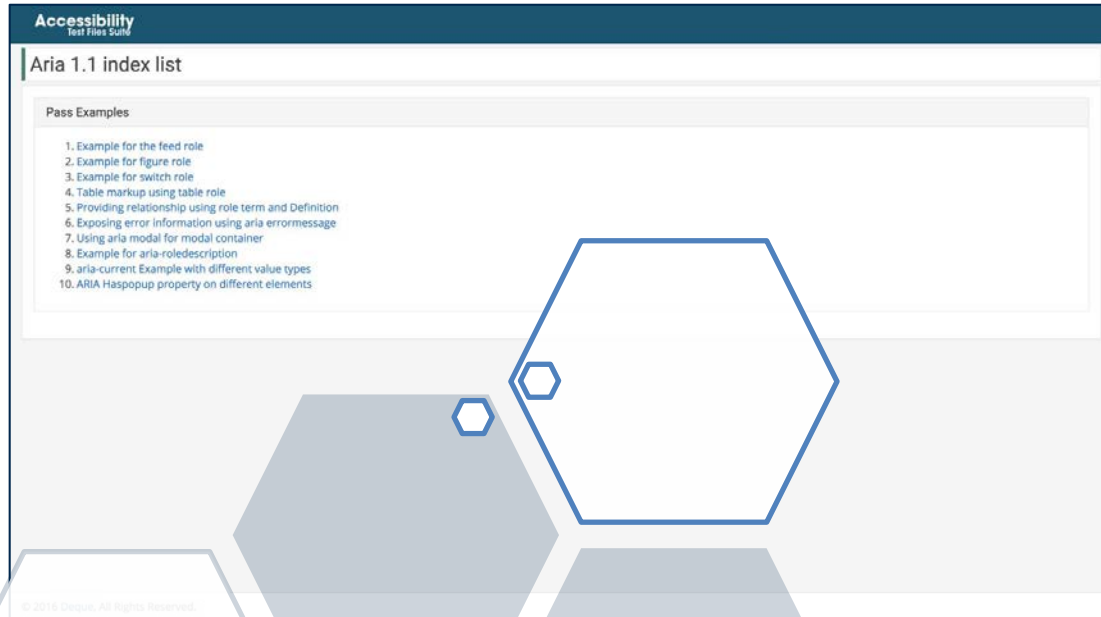 Accessibility
Test Files Suite
Aria 1.1 index list
Pass Examples
1. Example for the feed role
2. Example for figure role
3. Example for switch role
4. Table markup using table role
5. Providing relationship using role term and Definition
6. Exposing error information using aria errormessage
7. Using aria modal for modal container
8. Example for aria-roledescription
9. aria-current Example with different value types
10. ARIA Haspopup property on different elements
© 2016 Deque, All Rights Reserved.